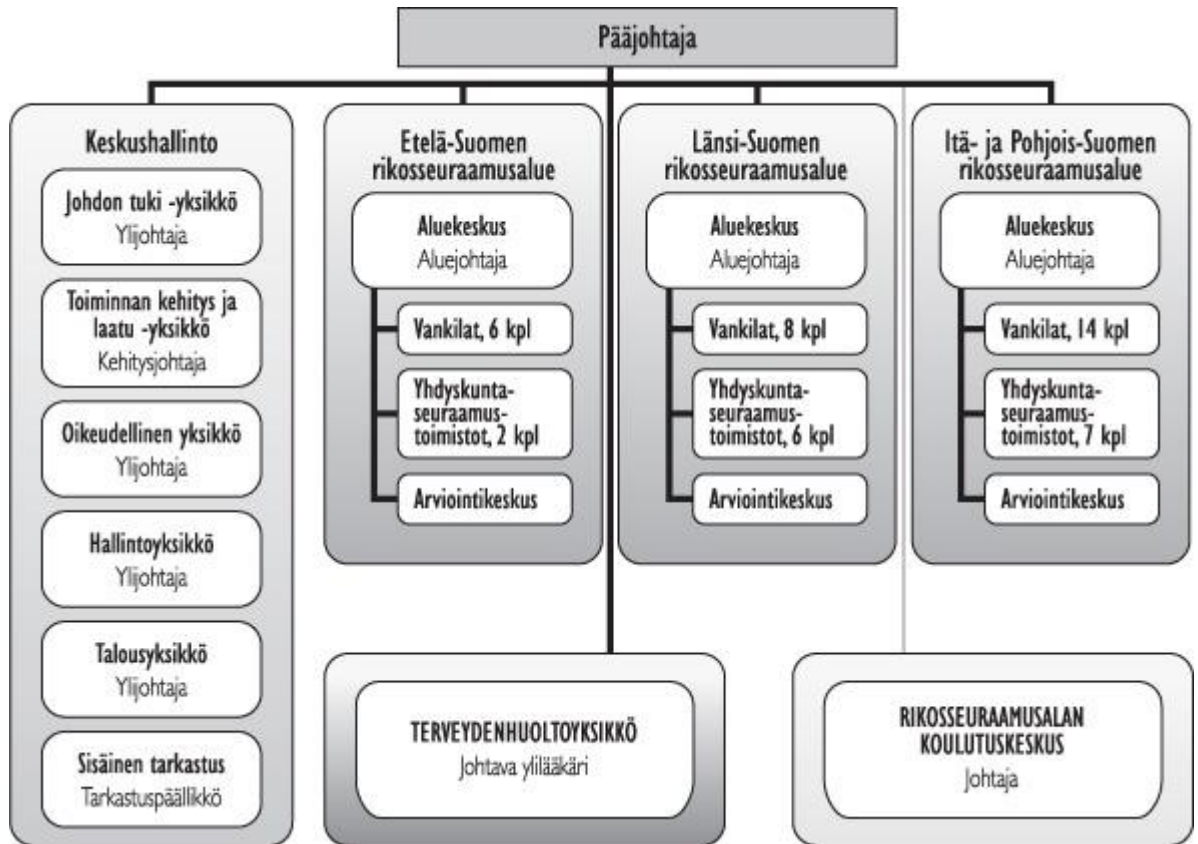 Pääjohtaja
Keskushallinto
Johdon tuki -yksikkö
Ylijohtaja
Toiminnan kehitys ja
laatu -yksikkö
Kehitysjohtaja
Oikeudellinen yksikkö
Ylijohtaja
Hallintoyksikkö
Ylijohtaja
Talousyksikkö
Ylijohtaja
Sisäinen tarkastus
Tarkastuspäällikkö
Etelä-Suomen
rikosseuraamusalue
Aluekeskus
Aluejohtaja
Vankilat, 6 kpl
Yhdyskunta-
seuraamus-
toimistot, 2 kpl
Arviointikeskus
Länsi-Suomen
rikosseuraamusalue
Aluekeskus
Aluejohtaja
Vankilat, 8 kpl
Yhdyskunta-
seuraamus-
toimistot, 6 kpl
Arviointikeskus
Itä- ja Pohjois-Suomen
rikosseuraamusalue
Aluekeskus
Aluejohtaja
Vankilat, 14 kpl
Yhdyskunta-
seuraamus-
toimistot, 7 kpl
Arviointikeskus
TERVEYDENHUOLTOYKSIKKÖ
Johtava ylilääkäri
RIKOSSEURAAMUSALAN
KOULUTUSKESKUS
Johtaja